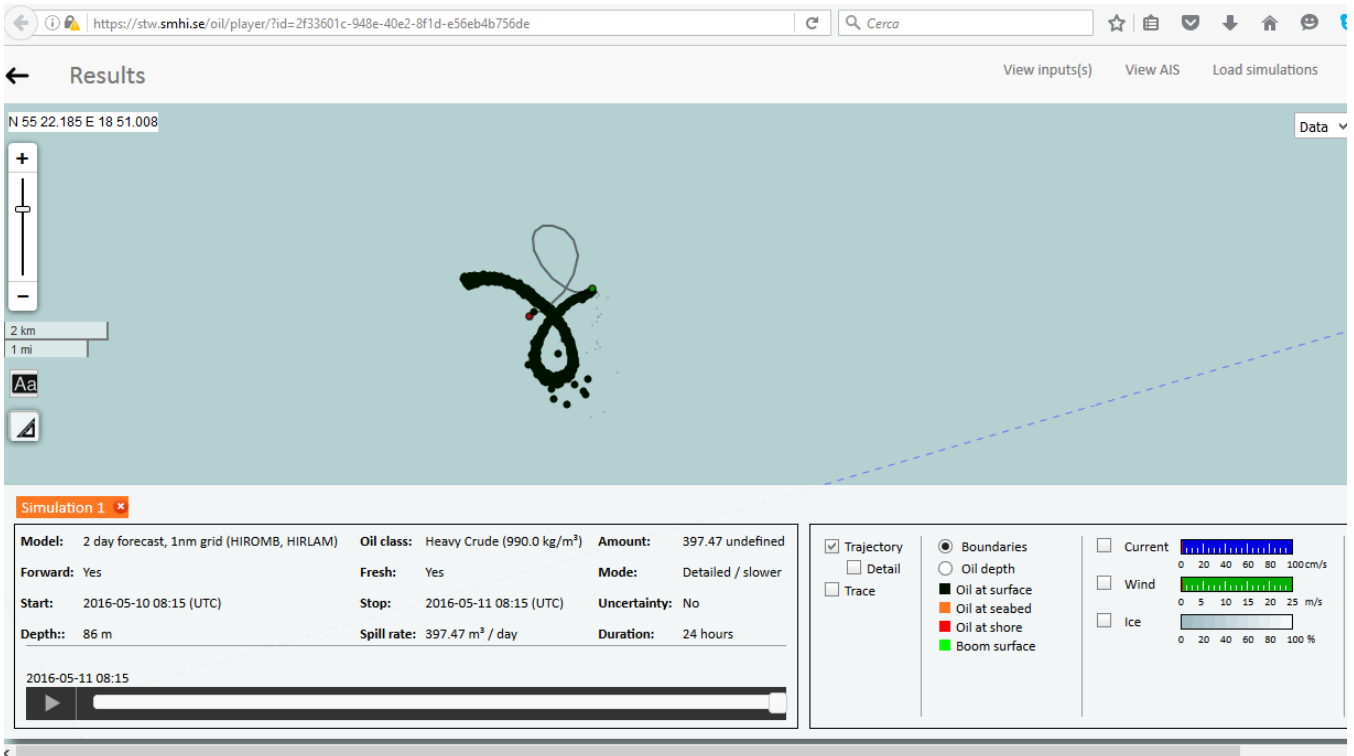 https://stw.smhi.se/oil/player/?id=2f33601c-948e-40e2-8f1d-e56eb4b756de
Cerca
Results
View inputs(s) View AIS Load simulations
N 55 22.185 E 18 51.008
Data
+
−
2 km
1 mi
Aa
Simulation 1
Model: 2 day forecast, 1nm grid (HIROMB, HIRLAM) Oil class: Heavy Crude (990.0 kg/m³) Amount: 397.47 undefined
Forward: Yes Fresh: Yes Mode: Detailed / slower
Start: 2016-05-10 08:15 (UTC) Stop: 2016-05-11 08:15 (UTC) Uncertainty: No
Depth:: 86 m Spill rate: 397.47 m³ / day Duration: 24 hours
2016-05-11 08:15
Trajectory
Detail
Trace
Boundaries
Oil depth
Oil at surface
Oil at seabed
Oil at shore
Boom surface
Current
0 20 40 60 80 100 cm/s
Wind
0 5 10 15 20 25 m/s
Ice
0 20 40 60 80 100 %